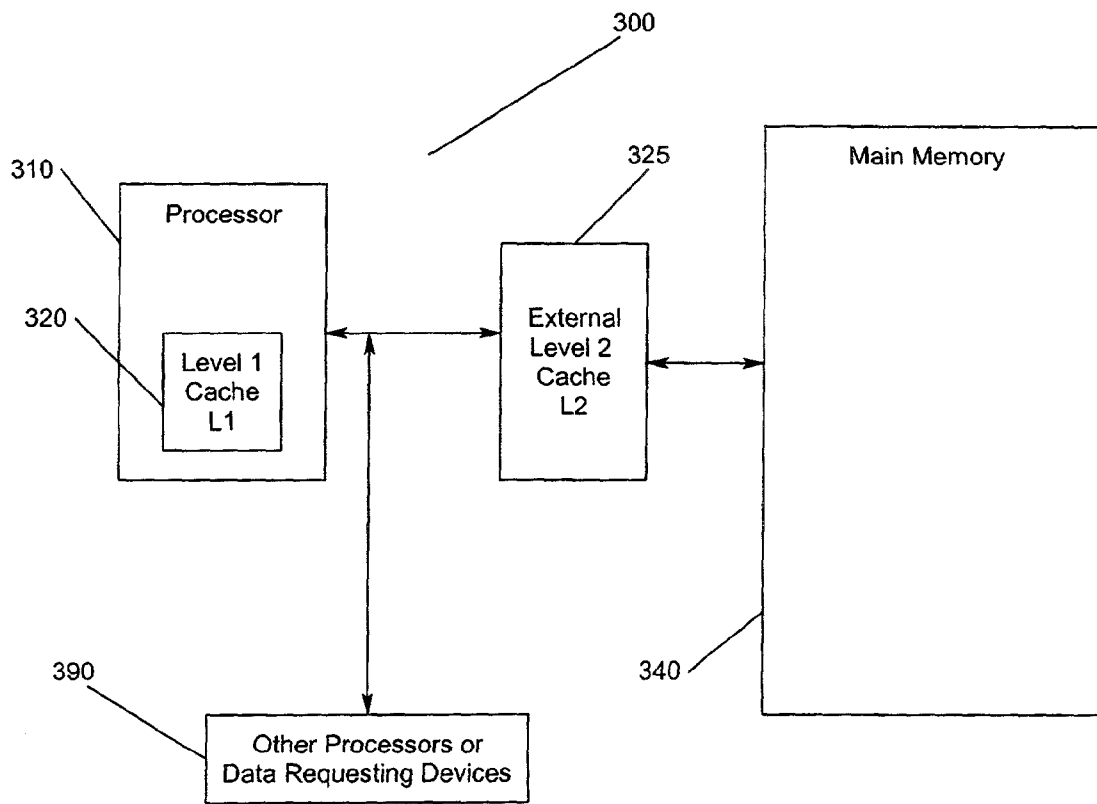 300
310
325
Main Memory
Processor
320
External
Level 2
Cache
L2
Level 1
Cache
L1
390
340
Other Processors or
Data Requesting Devices